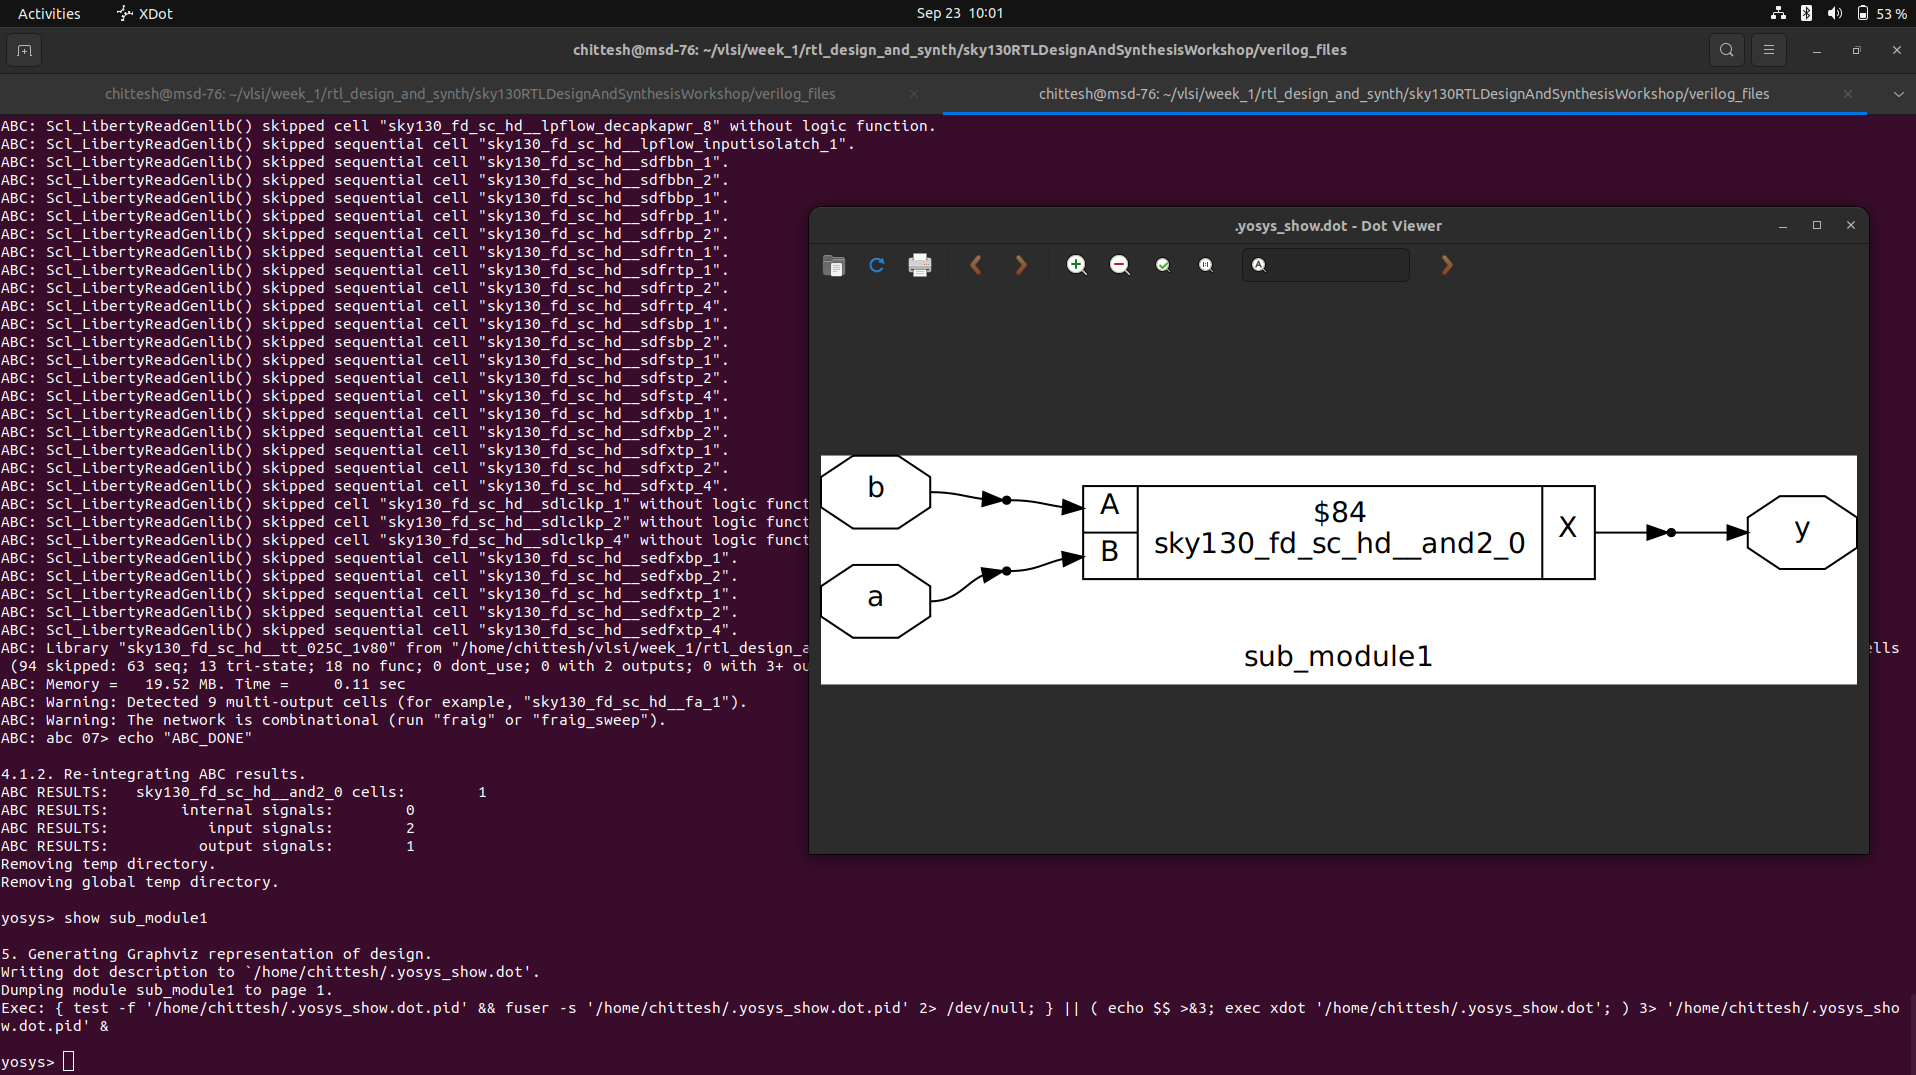 Activities
XDot
Sep 23 10:01
53 %
chittesh@msd-76: ~/vlsi/week_1/rtl_design_and_synth/sky130RTLDesignAndSynthesisWorkshop/verilog_files
chittesh@msd-76: ~/vlsi/week_1/rtl_design_and_synth/sky130RTLDesignAndSynthesisWorkshop/verilog_files
chittesh@msd-76: ~/vlsi/week_1/rtl_design_and_synth/sky130RTLDesignAndSynthesisWorkshop/verilog_files
ABC: Scl_LibertyReadGenlib() skipped cell "sky130_fd_sc_hd__lpflow_decapkapwr_8" without logic function.
ABC: Scl_LibertyReadGenlib() skipped sequential cell "sky130_fd_sc_hd__lpflow_inputisolatch_1".
ABC: Scl_LibertyReadGenlib() skipped sequential cell "sky130_fd_sc_hd__sdfbbn_1".
ABC: Scl_LibertyReadGenlib() skipped sequential cell "sky130_fd_sc_hd__sdfbbn_2".
ABC: Scl_LibertyReadGenlib() skipped sequential cell "sky130_fd_sc_hd__sdfbbp_1".
ABC: Scl_LibertyReadGenlib() skipped sequential cell "sky130_fd_sc_hd__sdfrbp_1".
ABC: Scl_LibertyReadGenlib() skipped sequential cell "sky130_fd_sc_hd__sdfrbp_2".
ABC: Scl_LibertyReadGenlib() skipped sequential cell "sky130_fd_sc_hd__sdfrtn_1".
ABC: Scl_LibertyReadGenlib() skipped sequential cell "sky130_fd_sc_hd__sdfrtp_1".
ABC: Scl_LibertyReadGenlib() skipped sequential cell "sky130_fd_sc_hd__sdfrtp_2".
ABC: Scl_LibertyReadGenlib() skipped sequential cell "sky130_fd_sc_hd__sdfrtp_4".
ABC: Scl_LibertyReadGenlib() skipped sequential cell "sky130_fd_sc_hd__sdfsbp_1".
ABC: Scl_LibertyReadGenlib() skipped sequential cell "sky130_fd_sc_hd__sdfsbp_2".
ABC: Scl_LibertyReadGenlib() skipped sequential cell "sky130_fd_sc_hd__sdfstp_1".
ABC: Scl_LibertyReadGenlib() skipped sequential cell "sky130_fd_sc_hd__sdfstp_2".
ABC: Scl_LibertyReadGenlib() skipped sequential cell "sky130_fd_sc_hd__sdfstp_4".
ABC: Scl_LibertyReadGenlib() skipped sequential cell "sky130_fd_sc_hd__sdfxbp_1".
ABC: Scl_LibertyReadGenlib() skipped sequential cell "sky130_fd_sc_hd__sdfxbp_2".
ABC: Scl_LibertyReadGenlib() skipped sequential cell "sky130_fd_sc_hd__sdfxtp_1".
ABC: Scl_LibertyReadGenlib() skipped sequential cell "sky130_fd_sc_hd__sdfxtp_2".
ABC: Scl_LibertyReadGenlib() skipped sequential cell "sky130_fd_sc_hd__sdfxtp_4".
ABC: Scl_LibertyReadGenlib() skipped cell "sky130_fd_sc_hd__sdlclkp_1" without logic funct
ABC: Scl_LibertyReadGenlib() skipped cell "sky130_fd_sc_hd__sdlclkp_2" without logic funct
ABC: Scl_LibertyReadGenlib() skipped cell "sky130_fd_sc_hd__sdlclkp_4" without logic funct
ABC: Scl_LibertyReadGenlib() skipped sequential cell "sky130_fd_sc_hd__sedfxbp_1".
ABC: Scl_LibertyReadGenlib() skipped sequential cell "sky130_fd_sc_hd__sedfxbp_2".
ABC: Scl_LibertyReadGenlib() skipped sequential cell "sky130_fd_sc_hd__sedfxtp_1".
ABC: Scl_LibertyReadGenlib() skipped sequential cell "sky130_fd_sc_hd__sedfxtp_2".
ABC: Scl_LibertyReadGenlib() skipped sequential cell "sky130_fd_sc_hd__sedfxtp_4".
ABC: Library "sky130_fd_sc_hd__tt_025C_1v80" from "/home/chittesh/vlsi/week_1/rtl_design_a ells
(94 skipped: 63 seq; 13 tri-state; 18 no func; 0 dont_use; 0 with 2 outputs; 0 with 3+ ou
ABC: Memory = 19.52 MB. Time = 0.11 sec
ABC: Warning: Detected 9 multi-output cells (for example, "sky130_fd_sc_hd__fa_1").
ABC: Warning: The network is combinational (run "fraig" or "fraig_sweep").
ABC: abc 07> echo "ABC_DONE"
4.1.2. Re-integrating ABC results.
ABC RESULTS: sky130_fd_sc_hd__and2_0 cells: 1
ABC RESULTS: internal signals: 0
ABC RESULTS: input signals: 2
ABC RESULTS: output signals: 1
Removing temp directory.
Removing global temp directory.
yosys> show sub_module1
5. Generating Graphviz representation of design.
Writing dot description to `/home/chittesh/.yosys_show.dot'.
Dumping module sub_module1 to page 1.
Exec: { test -f '/home/chittesh/.yosys_show.dot.pid' && fuser -s '/home/chittesh/.yosys_show.dot.pid' 2> /dev/null; } || ( echo $$ >&3; exec xdot '/home/chittesh/.yosys_show.dot'; ) 3> '/home/chittesh/.yosys_sho
w.dot.pid' &
yosys>
.yosys_show.dot - Dot Viewer
b
a
A
B
$84
sky130_fd_sc_hd__and2_0
X
y
sub_module1